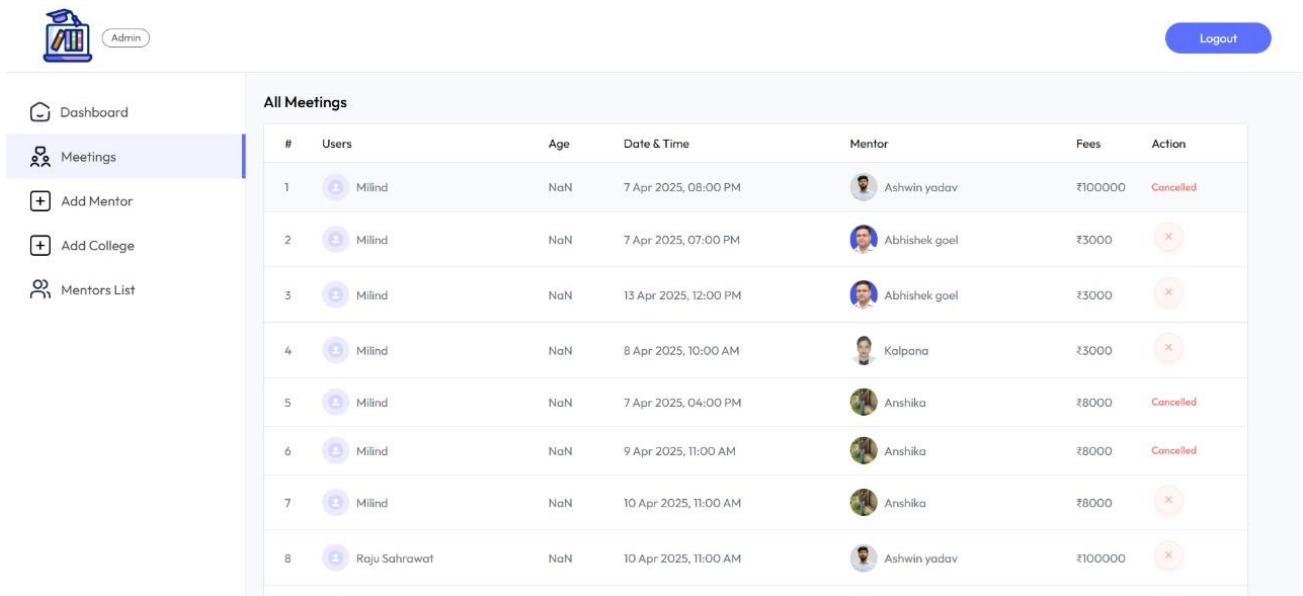 Admin
Logout
Dashboard
Meetings
Add Mentor
Add College
Mentors List
All Meetings
# Users Age Date & Time Mentor Fees Action
1 Milind NaN 7 Apr 2025, 08:00 PM Ashwin yadav ₹100000 Cancelled
2 Milind NaN 7 Apr 2025, 07:00 PM Abhishek goel ₹3000
3 Milind NaN 13 Apr 2025, 12:00 PM Abhishek goel ₹3000
4 Milind NaN 8 Apr 2025, 10:00 AM Kalpana ₹3000
5 Milind NaN 7 Apr 2025, 04:00 PM Anshika ₹8000 Cancelled
6 Milind NaN 9 Apr 2025, 11:00 AM Anshika ₹8000 Cancelled
7 Milind NaN 10 Apr 2025, 11:00 AM Anshika ₹8000
8 Raju Sahrawat NaN 10 Apr 2025, 11:00 AM Ashwin yadav ₹100000